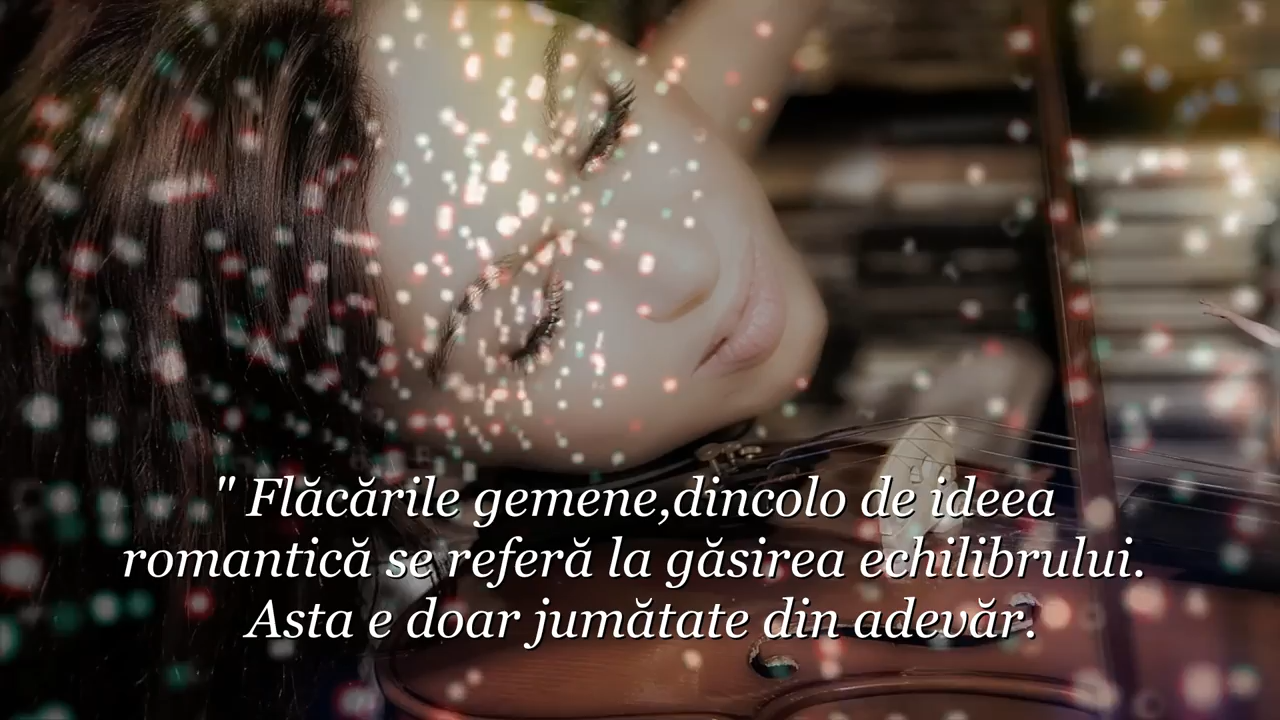 " Flăcările gemene,dincolo de ideea
romantică se referă la găsirea echilibrului.
Asta e doar jumătate din adevăr.